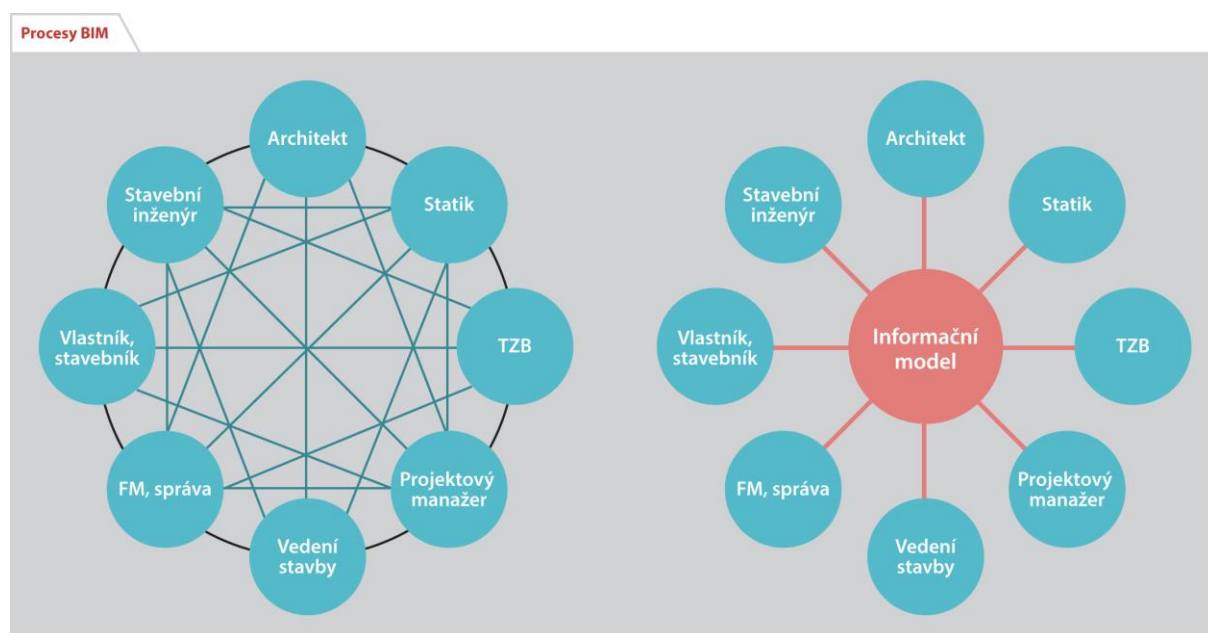 Procesy BIM
Architekt
Stavební
inženýr
Statik
Vlastník,
stavebník
TZB
FM, správa
Projektový
manažer
Vedení
stavby
Architekt
Stavební
inženýr
Statik
Vlastník,
stavebník
Informační
model
TZB
FM, správa
Projektový
manažer
Vedení
stavby